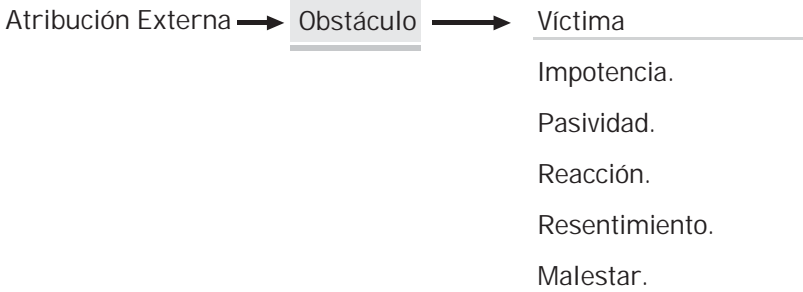 Atribución Externa Obstáculo Víctima
Impotencia.
Pasividad.
Reacción.
Resentimiento.
Malestar.